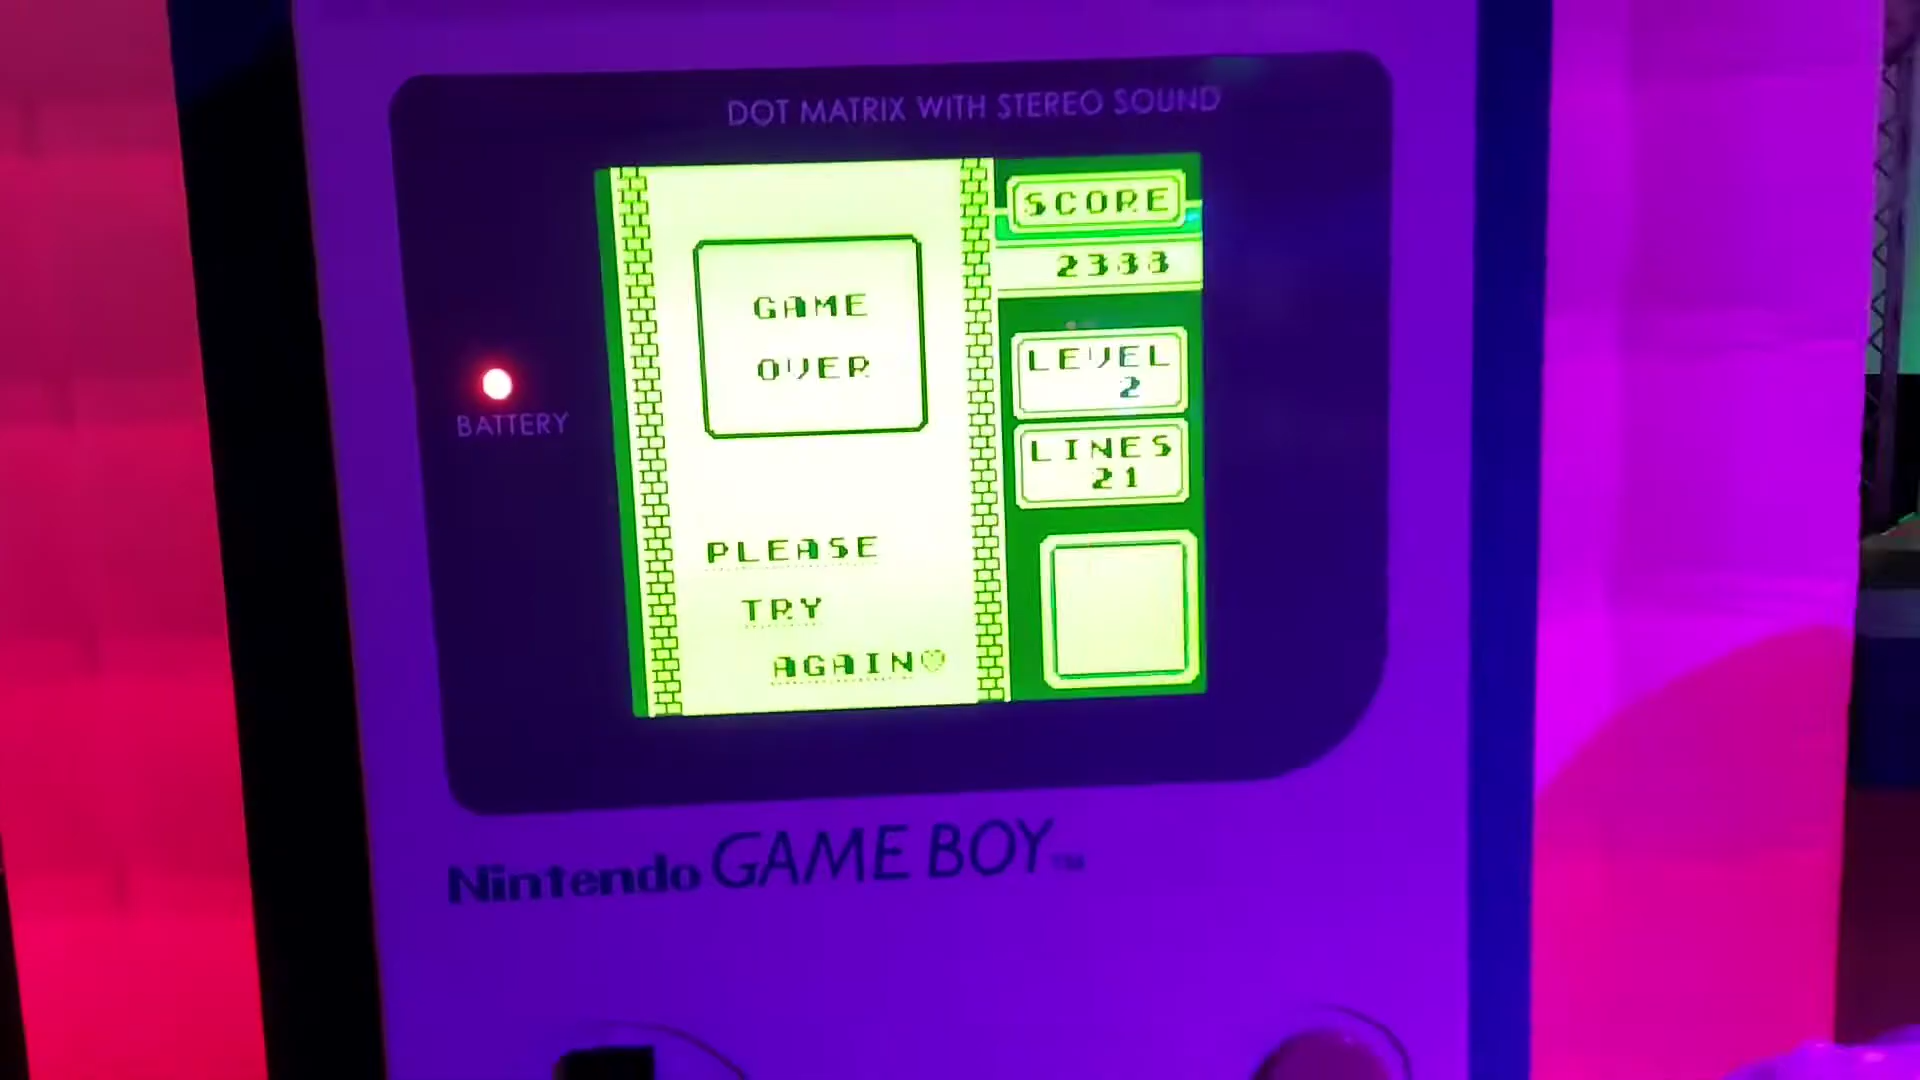 DOT MATRIX WITH STEREO SOUND
SCORE
2333
GAME
OVER
LEVEL
2
BATTERY
LINES
21
PLEASE
TRY
AGAIN♥
Nintendo GAME BOY™